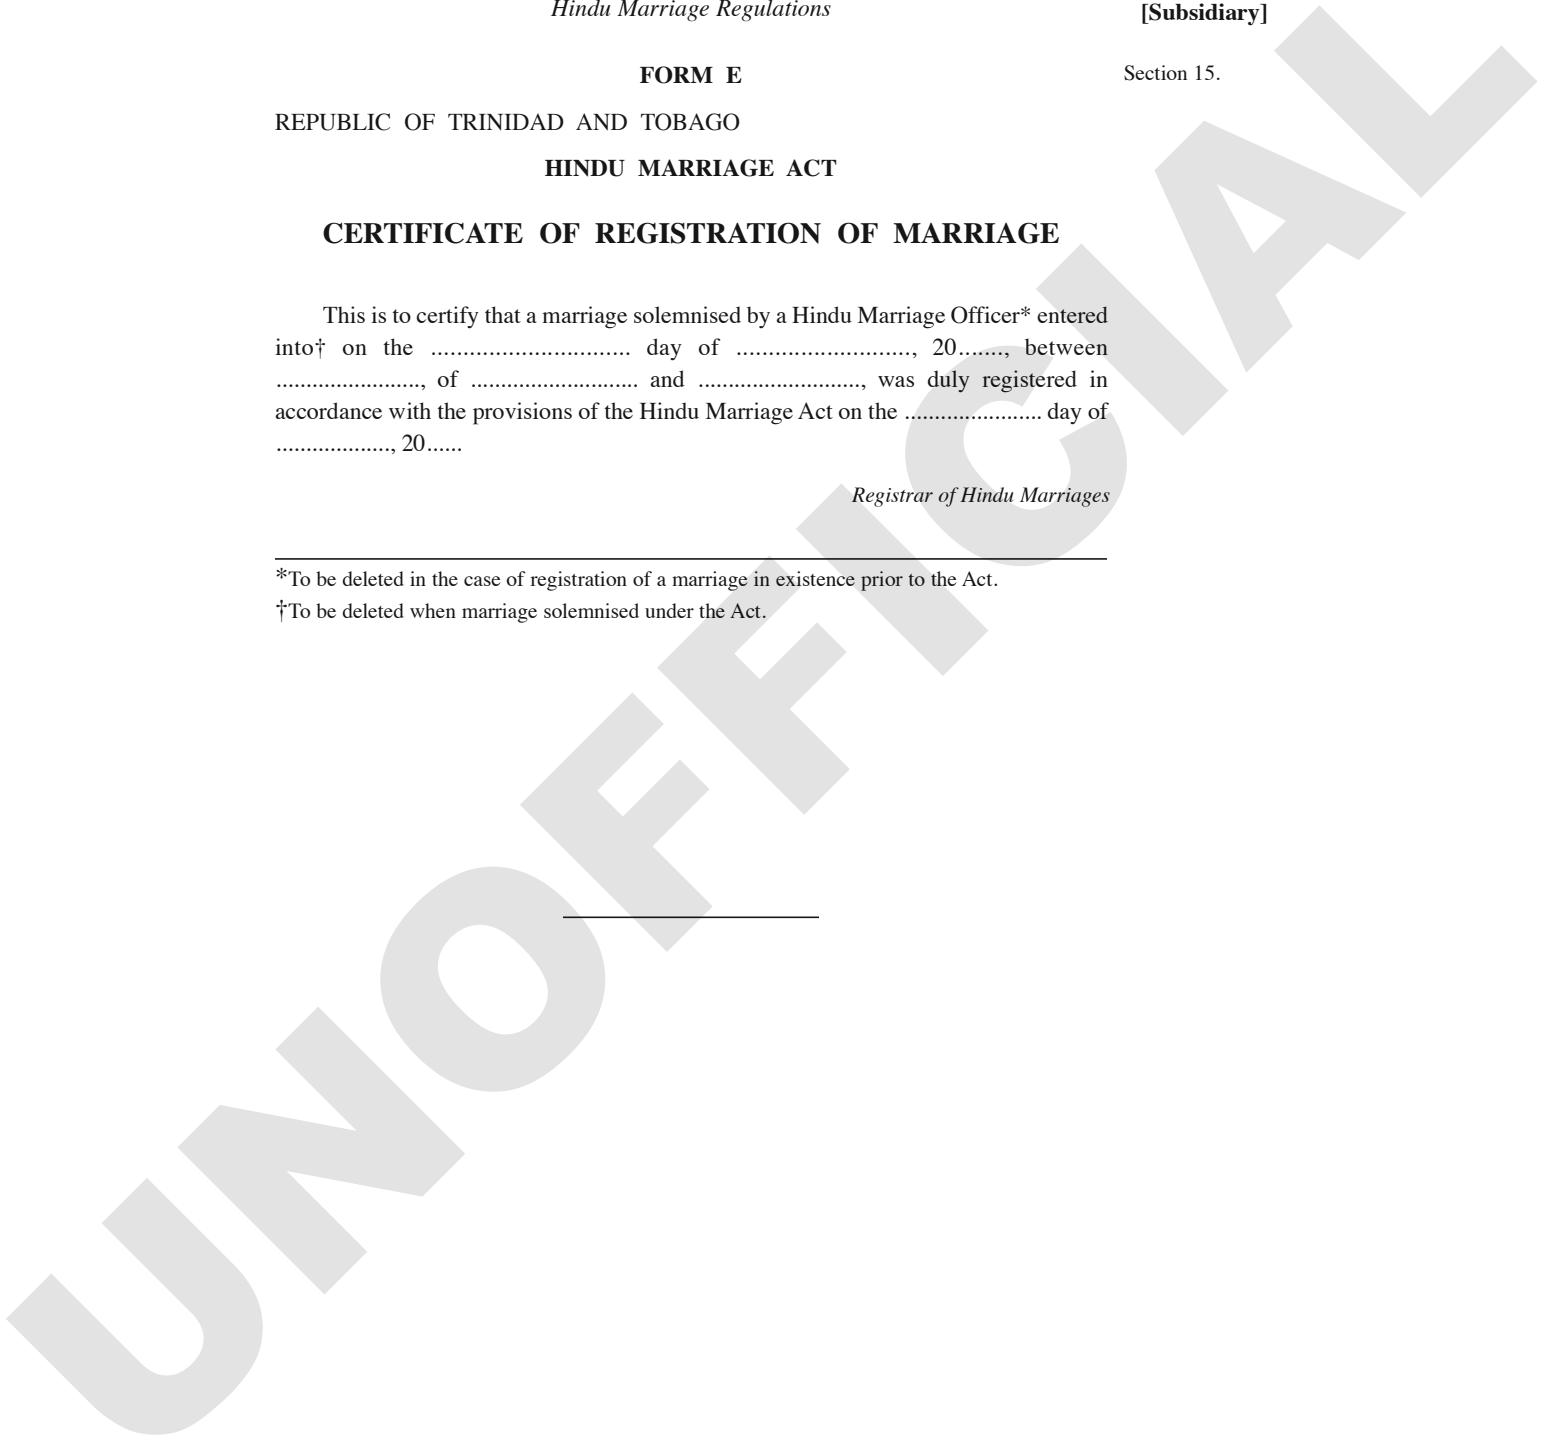 Hindu Marriage Regulations
[Subsidiary]
FORM E
Section 15.
REPUBLIC OF TRINIDAD AND TOBAGO
HINDU MARRIAGE ACT
CERTIFICATE OF REGISTRATION OF MARRIAGE
This is to certify that a marriage solemnised by a Hindu Marriage Officer* entered
into† on the ............................... day of ..........................., 20......., between
........................, of ........................... and .........................., was duly registered in
accordance with the provisions of the Hindu Marriage Act on the ....................... day of
..................., 20......
Registrar of Hindu Marriages
*To be deleted in the case of registration of a marriage in existence prior to the Act.
†To be deleted when marriage solemnised under the Act.
UNOFFICIAL